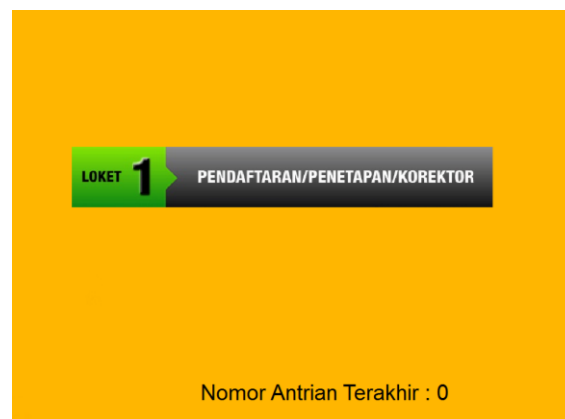 LOKET 1 PENDAFTARAN/PENETAPAN/KOREKTOR
Nomor Antrian Terakhir : 0